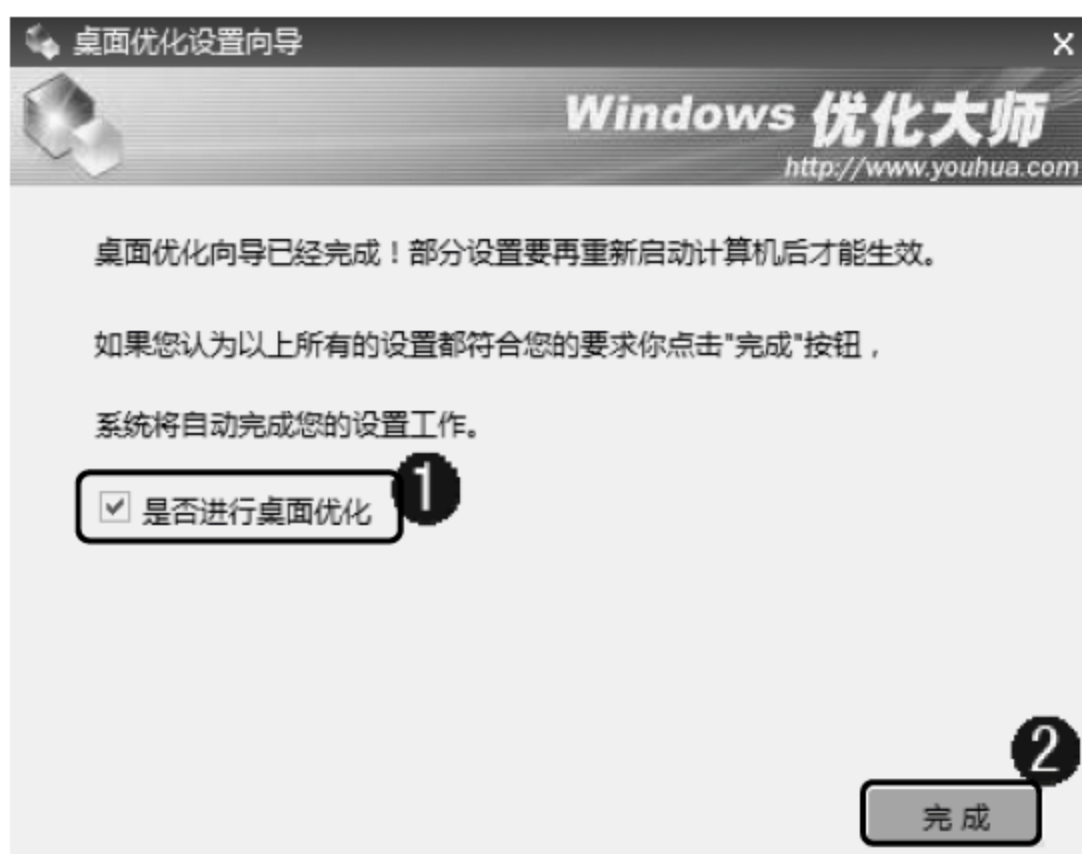 桌面优化设置向导
X
Windows 优化大师
http://www.youhua.com
桌面优化向导已经完成！部分设置要再重新启动计算机后才能生效。
如果您认为以上所有的设置都符合您的要求你点击"完成"按钮，
系统将自动完成您的设置工作。
是否进行桌面优化
1
2
完成